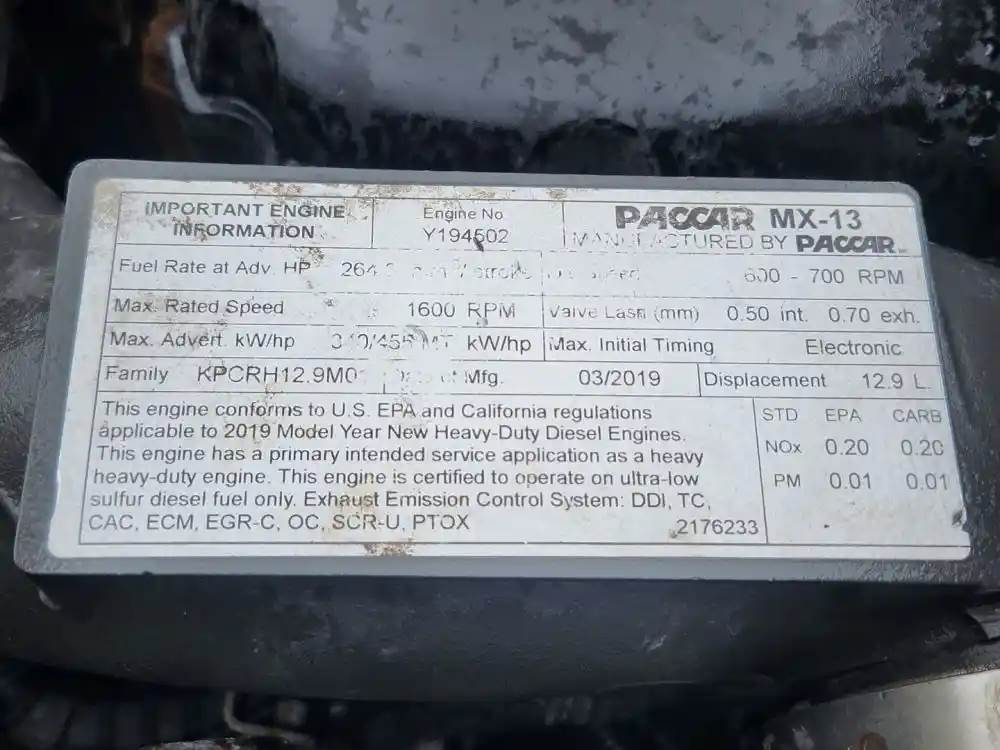 IMPORTANT ENGINE INFORMATION
Engine No
Y194502
PACCAR MX-13
MANUFACTURED BY PACCAR
Fuel Rate at Adv. HP
600 - 700 RPM
Max. Rated Speed 1600 RPM
Valve Lash (mm) 0.50 int. 0.70 exh.
Max. Advert. kW/hp kW/hp
Max. Initial Timing Electronic
Family
Mfg. 03/2019
Displacement 12.9 L.
This engine conforms to U.S. EPA and California regulations
applicable to 2019 Model Year New Heavy-Duty Diesel Engines.
This engine has a primary intended service application as a heavy
heavy-duty engine. This engine is certified to operate on ultra-low
sulfur diesel fuel only. Exhaust Emission Control System: DDI, TC,
CAC, ECM, EGR-C, OC, SCR-U, PTOX
2176233
STD EPA CARB
NOx 0.20 0.20
PM 0.01 0.01